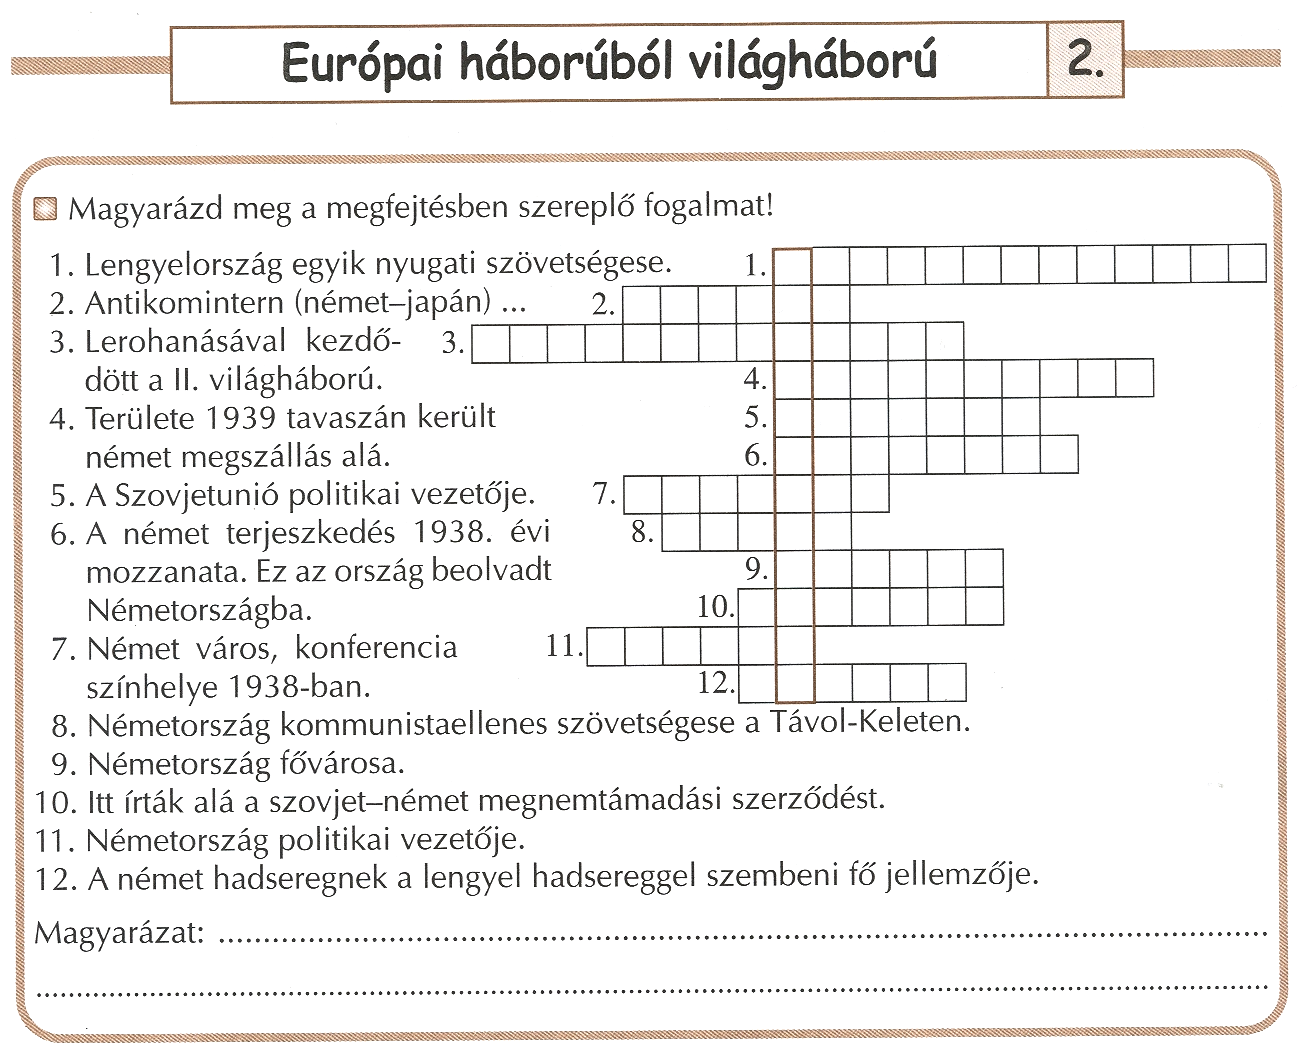 Európai háborúból világháború 2.
Magyarázd meg a megfejtésben szereplő fogalmat!
1. Lengyelország egyik nyugati szövetségese. 1.
2. Antikomintern (német–japán) ... 2.
3. Lerohanásával kezdő- 3.
dött a II. világháború. 4.
4. Területe 1939 tavaszán került 5.
német megszállás alá. 6.
5. A Szovjetunió politikai vezetője. 7.
6. A német terjeszkedés 1938. évi 8.
mozzanata. Ez az ország beolvadt 9.
Németországba. 10.
7. Német város, konferencia 11.
színhelye 1938-ban. 12.
8. Németország kommunistaellenes szövetségese a Távol-Keleten.
9. Németország fővárosa.
10. Itt írták alá a szovjet–német megnemtámadási szerződést.
11. Németország politikai vezetője.
12. A német hadseregnek a lengyel hadsereggel szembeni fő jellemzője.
Magyarázat: